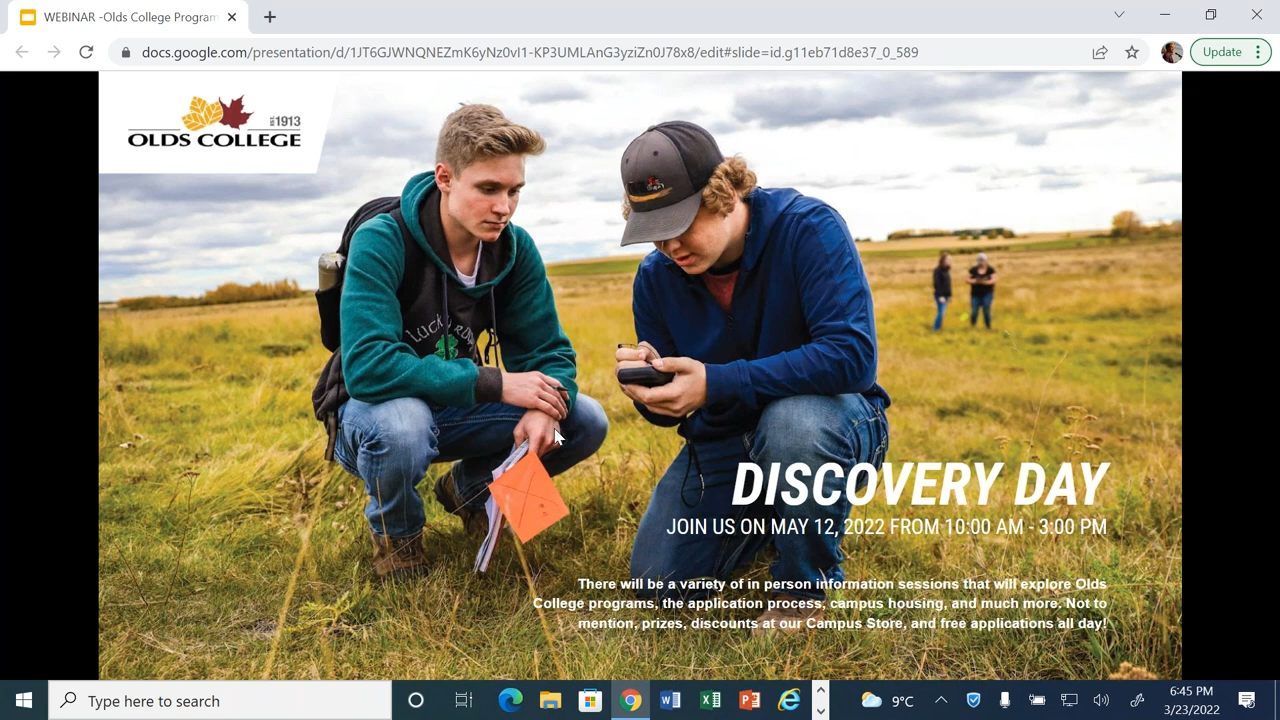 WEBINAR -Olds College Program
docs.google.com/presentation/d/1JT6GJWNQNEZmK6yNz0vI1-KP3UMLAnG3yziZn0J78x8/edit#slide=id.g11eb71d8e37_0_589
Update
EST. 1913
OLDS COLLEGE
LUCKY
DISCOVERY DAY
JOIN US ON MAY 12, 2022 FROM 10:00 AM - 3:00 PM
There will be a variety of in person information sessions that will explore Olds
College programs, the application process, campus housing, and much more. Not to
mention, prizes, discounts at our Campus Store, and free applications all day!
Type here to search
9°C
6:45 PM
3/23/2022